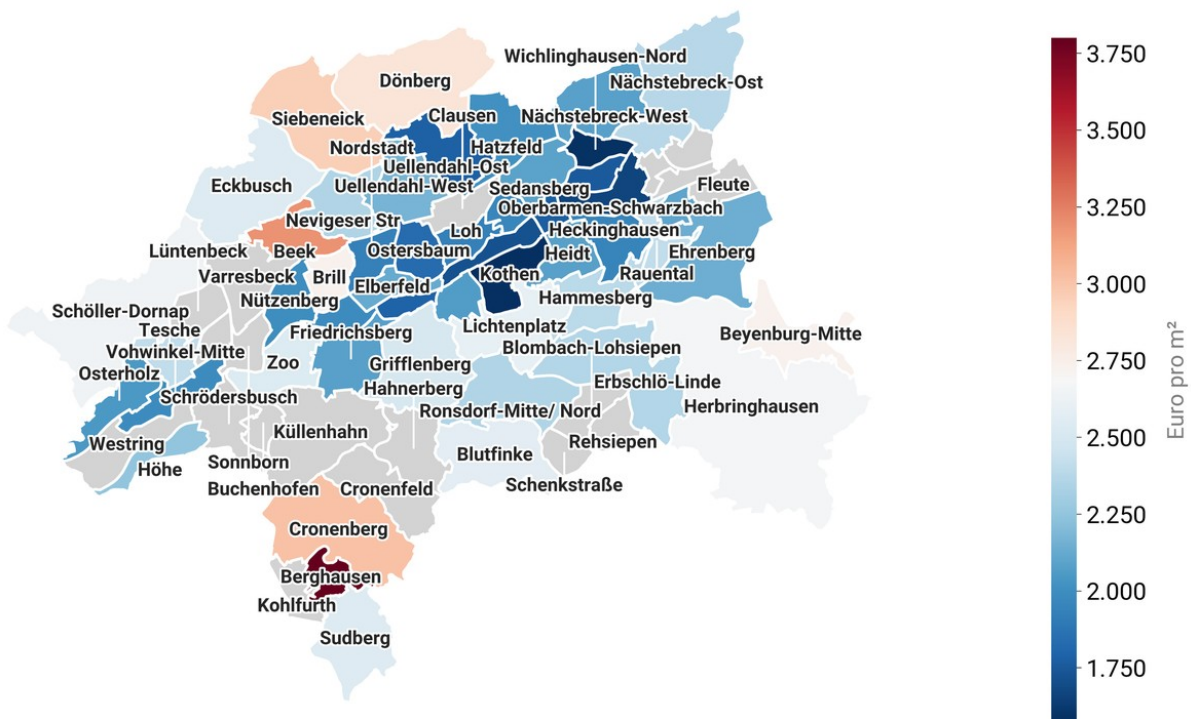 Wichlinghausen-Nord
Dönberg
Nächstebreck-Ost
Siebeneick
Clausen
Nächstebreck-West
Nordstadt
Hatzfeld
Uellendahl-Ost
Eckbusch
Uellendahl-West
Sedansberg
Fleute
Oberbarmen-Schwarzbach
Nevigeser Str
Loh
Heckinghausen
Lüntenbeck
Beek
Ostersbaum
Heidt
Ehrenberg
Varresbeck
Brill
Kothen
Rauental
Elberfeld
Nützenberg
Hammesberg
Schöller-Dornap
Tesche
Friedrichsberg
Lichtenplatz
Beyenburg-Mitte
Vohwinkel-Mitte
Zoo
Grifflenberg
Blombach-Lohsiepen
Osterholz
Hahnerberg
Erbschlö-Linde
Schrödersbusch
Ronsdorf-Mitte/ Nord
Herbringhausen
Küllenhahn
Westring
Rehsiepen
Höhe
Sonnborn
Blutfinke
Buchenhofen
Cronenfeld
Schenkstraße
Cronenberg
Berghausen
Kohlfurth
Sudberg
3.750
3.500
3.250
3.000
2.750
2.500
2.250
2.000
1.750
Euro pro m²